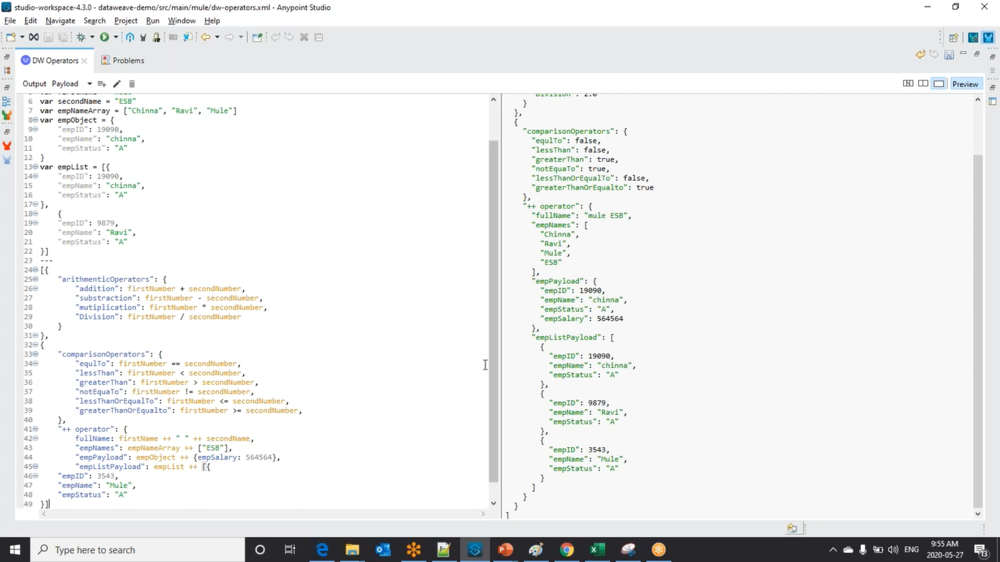 studio-workspace-4.3.0 - dataweave-demo/src/main/mule/dw-operators.xml - Anypoint Studio
File Edit Navigate Search Project Run Window Help
DW Operators Problems
Output Payload Preview
6 var secondName = "ESB"
7 var empNameArray = ["Chinna", "Ravi", "Mule"]
8 var empObject = {
9 "empID": 19090,
10 "empName": "chinna",
11 "empStatus": "A"
12 }
13 var empList = [{
14 "empID": 19090,
15 "empName": "chinna",
16 "empStatus": "A"
17 },
18 {
19 "empID": 9879,
20 "empName": "Ravi",
21 "empStatus": "A"
22 }]
23 ---
24 [{
25 "arithmenticOperators": {
26 "addition": firstNumber + secondNumber,
27 "substraction": firstNumber - secondNumber,
28 "mutiplication": firstNumber * secondNumber,
29 "Division": firstNumber / secondNumber
30 }
31 },
32 {
33 "comparisonOperators": {
34 "equlTo": firstNumber == secondNumber,
35 "lessThan": firstNumber < secondNumber,
36 "greaterThan": firstNumber > secondNumber,
37 "notEquaTo": firstNumber != secondNumber,
38 "lessThanOrEqualTo": firstNumber <= secondNumber,
39 "greaterThanOrEqualto": firstNumber >= secondNumber,
40 },
41 "++ operator": {
42 fullName: firstName ++ " " ++ secondName,
43 "empNames": empNameArray ++ ["ESB"],
44 "empPayload": empObject ++ {empSalary: 564564},
45 "empListPayload": empList ++ [{
46 "empID": 3543,
47 "empName": "Mule",
48 "empStatus": "A"
49 }]
"Division": 2.0
}
},
{
"comparisonOperators": {
"equlTo": false,
"lessThan": false,
"greaterThan": true,
"notEquaTo": true,
"lessThanOrEqualTo": false,
"greaterThanOrEqualto": true
},
"++ operator": {
"fullName": "mule ESB",
"empNames": [
"Chinna",
"Ravi",
"Mule",
"ESB"
],
"empPayload": {
"empID": 19090,
"empName": "chinna",
"empStatus": "A",
"empSalary": 564564
},
"empListPayload": [
{
"empID": 19090,
"empName": "chinna",
"empStatus": "A"
},
{
"empID": 9879,
"empName": "Ravi",
"empStatus": "A"
},
{
"empID": 3543,
"empName": "Mule",
"empStatus": "A"
}
]
}
}
]
Type here to search
ENG
9:55 AM
2020-05-27
13